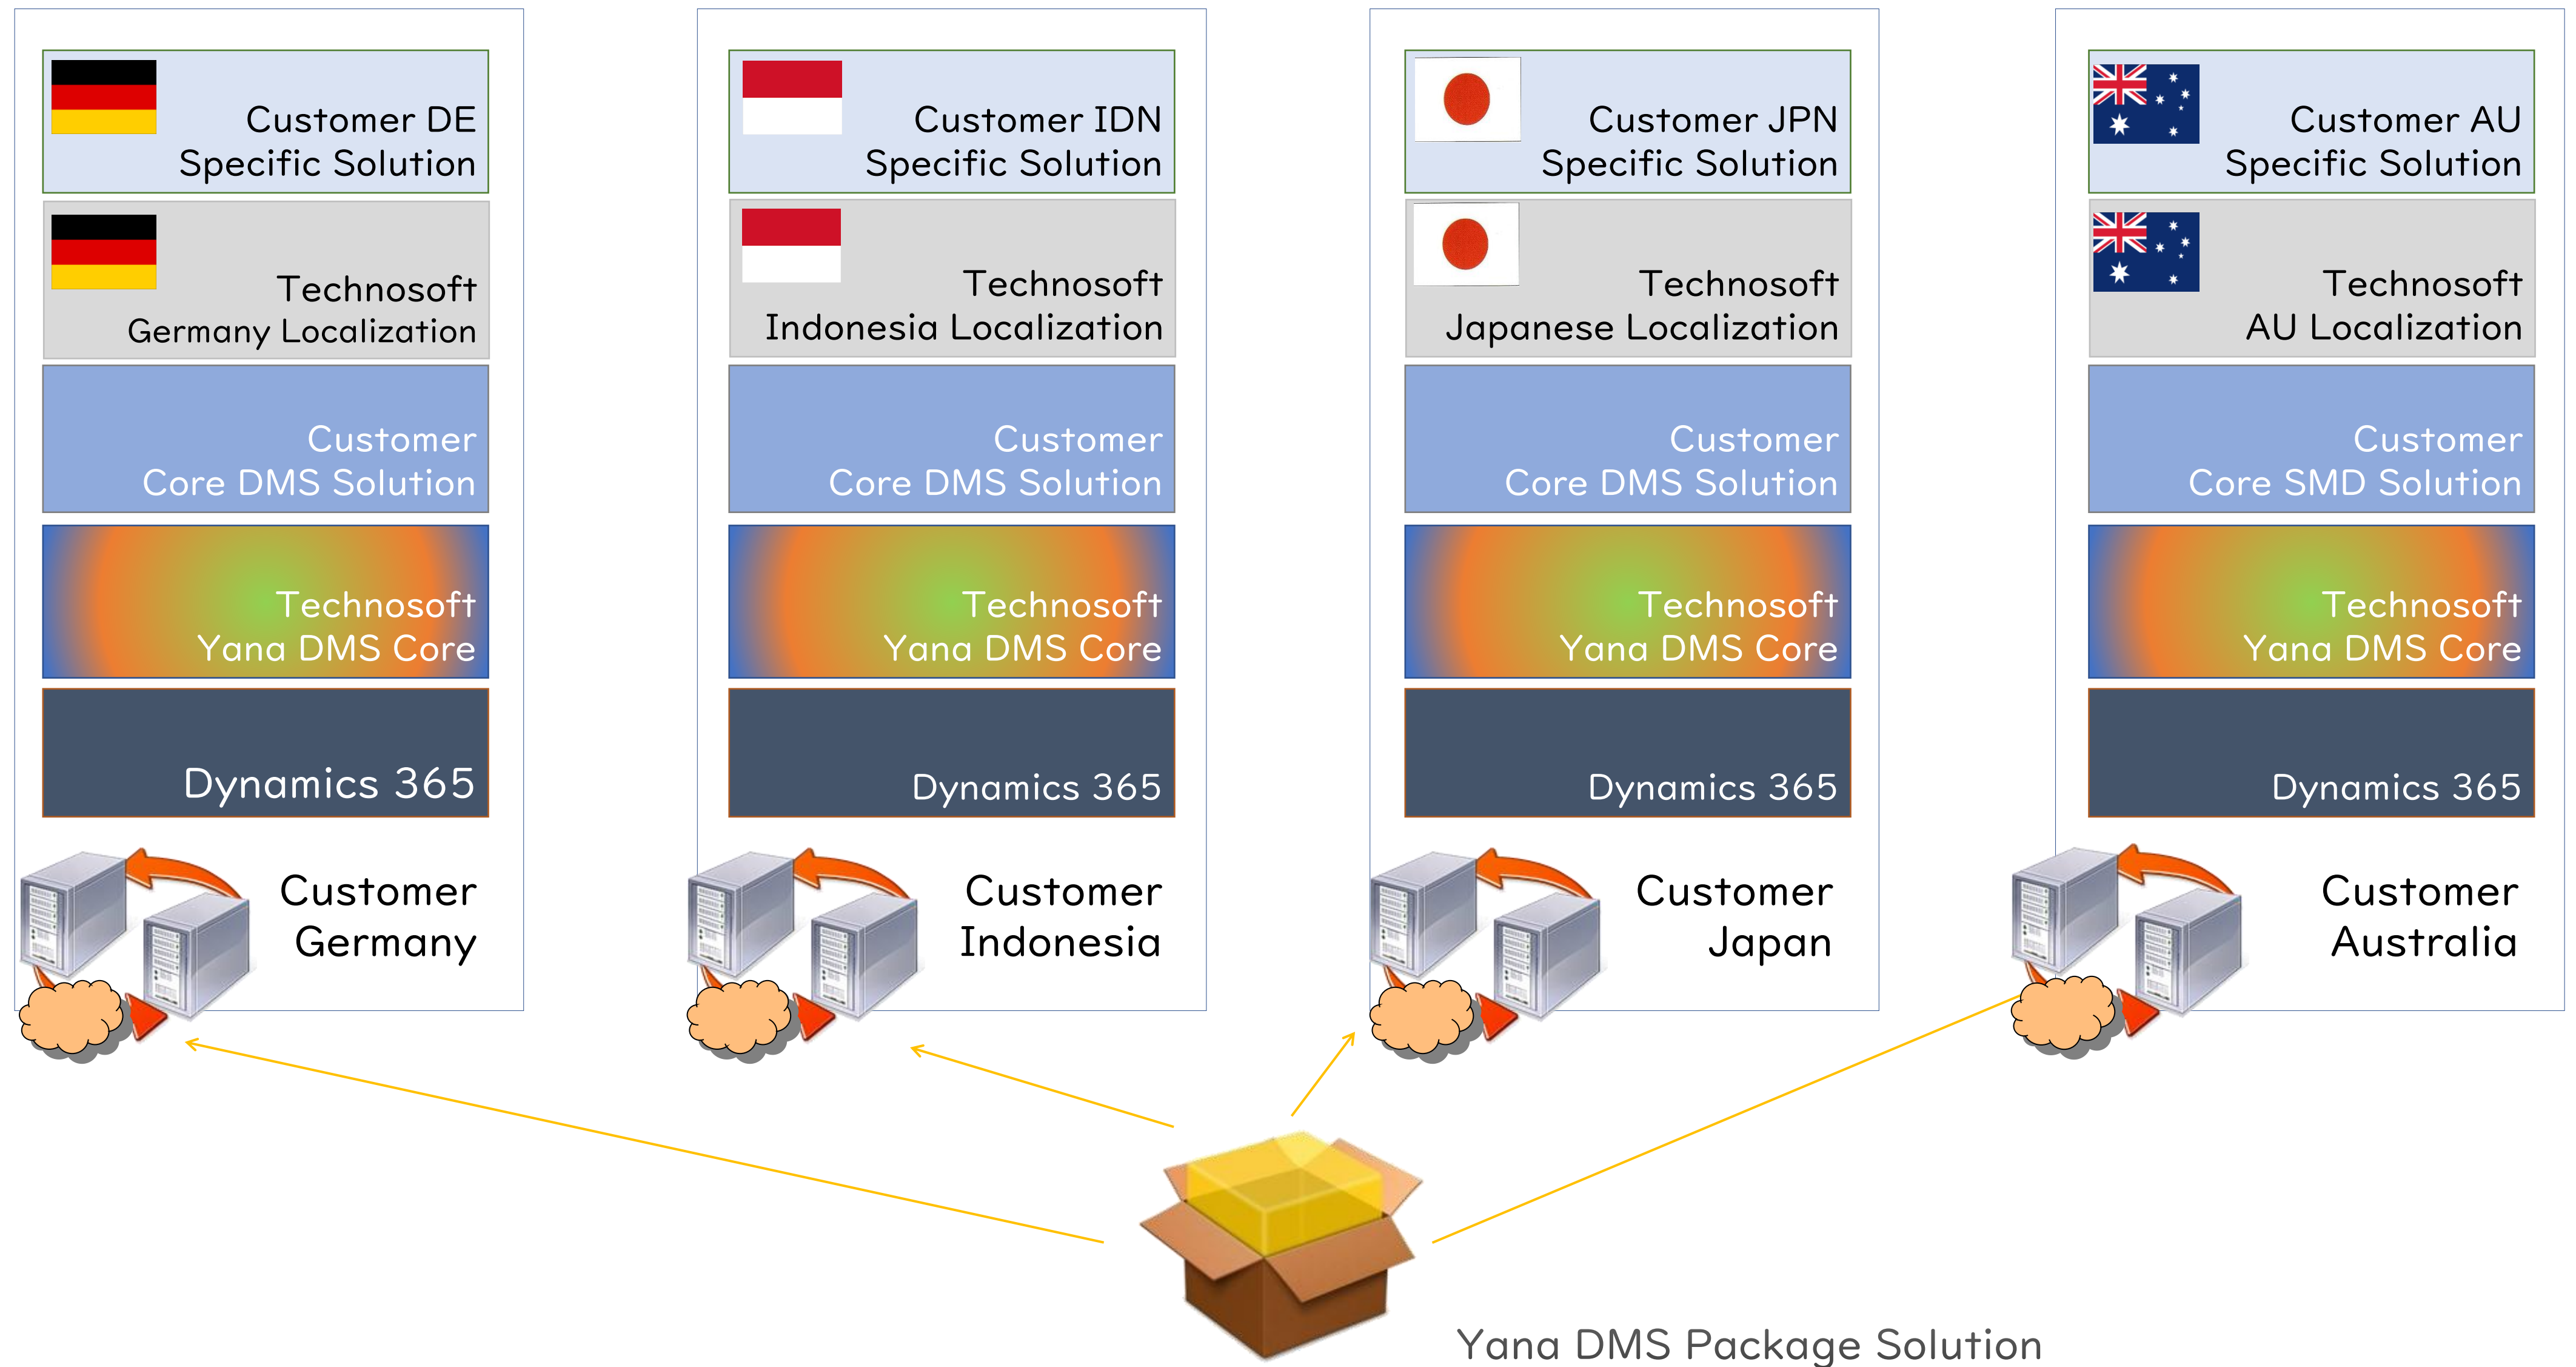 Customer DE
Specific Solution
Technosoft
Germany Localization
Customer
Core DMS Solution
Technosoft
Yana DMS Core
Dynamics 365
Customer
Germany
Customer IDN
Specific Solution
Technosoft
Indonesia Localization
Customer
Core DMS Solution
Technosoft
Yana DMS Core
Dynamics 365
Customer
Indonesia
Customer JPN
Specific Solution
Technosoft
Japanese Localization
Customer
Core DMS Solution
Technosoft
Yana DMS Core
Dynamics 365
Customer
Japan
Customer AU
Specific Solution
Technosoft
AU Localization
Customer
Core SMD Solution
Technosoft
Yana DMS Core
Dynamics 365
Customer
Australia
Yana DMS Package Solution